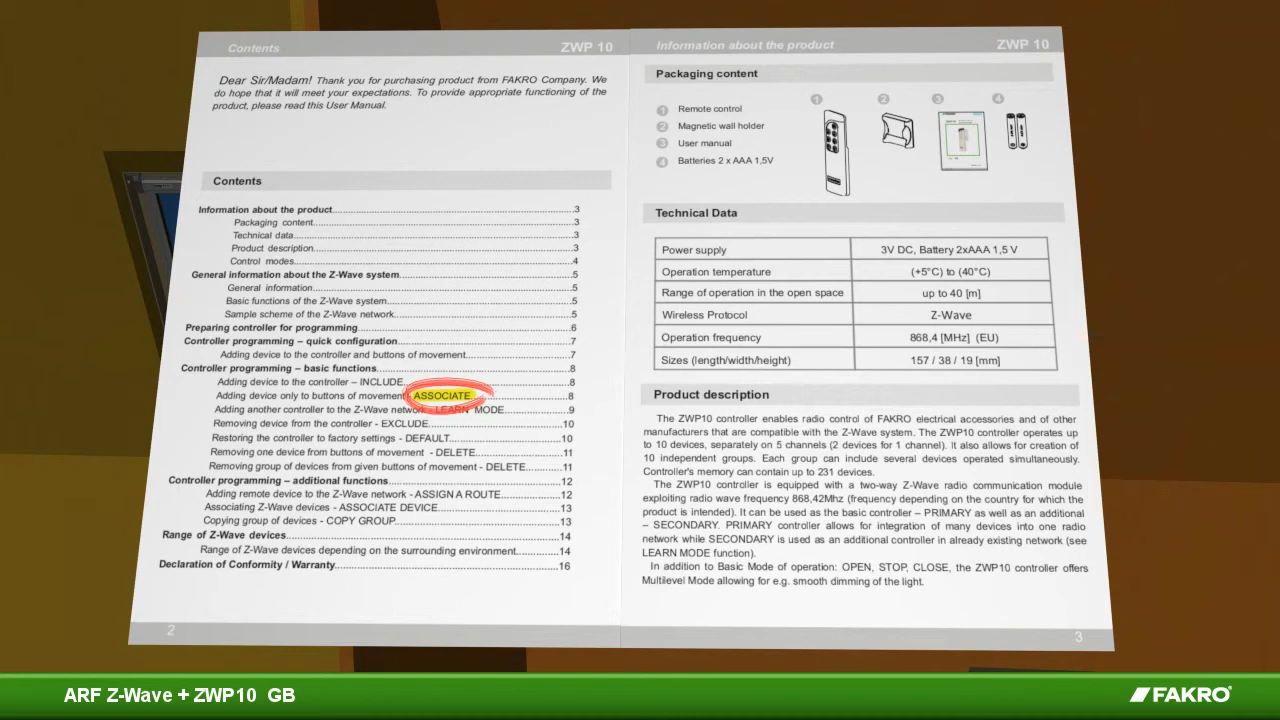 Contents ZWP 10
Dear Sir/Madam! Thank you for purchasing product from FAKRO Company. We
do hope that it will meet your expectations. To provide appropriate functioning of the
product, please read this User Manual.
Contents
Information about the product...3
Packaging content...3
Technical data...3
Product description...3
Control modes...4
General information about the Z-Wave system...5
General information...5
Basic functions of the Z-Wave system...5
Sample scheme of the Z-Wave network...5
Preparing controller for programming...6
Controller programming – quick configuration...7
Adding device to the controller and buttons of movement...7
Controller programming – basic functions...8
Adding device to the controller – INCLUDE...8
Adding device only to buttons of movement - ASSOCIATE...8
Adding another controller to the Z-Wave network - LEARN MODE...9
Removing device from the controller - EXCLUDE...10
Restoring the controller to factory settings - DEFAULT...10
Removing one device from buttons of movement - DELETE...11
Removing group of devices from given buttons of movement - DELETE...11
Controller programming – additional functions...12
Adding remote device to the Z-Wave network - ASSIGN A ROUTE...12
Associating Z-Wave devices - ASSOCIATE DEVICE...13
Copying group of devices - COPY GROUP...13
Range of Z-Wave devices...14
Range of Z-Wave devices depending on the surrounding environment...14
Declaration of Conformity / Warranty...16
2
Information about the product ZWP 10
Packaging content
1 Remote control
2 Magnetic wall holder
3 User manual
4 Batteries 2 x AAA 1,5V
1 2 3 4
Technical Data
Power supply 3V DC, Battery 2xAAA 1,5 V
Operation temperature (+5°C) to (40°C)
Range of operation in the open space up to 40 [m]
Wireless Protocol Z-Wave
Operation frequency 868,4 [MHz] (EU)
Sizes (length/width/height) 157 / 38 / 19 [mm]
Product description
The ZWP10 controller enables radio control of FAKRO electrical accessories and of other
manufacturers that are compatible with the Z-Wave system. The ZWP10 controller operates up
to 10 devices, separately on 5 channels (2 devices for 1 channel). It also allows for creation of
10 independent groups. Each group can include several devices operated simultaneously.
Controller's memory can contain up to 231 devices.
The ZWP10 controller is equipped with a two-way Z-Wave radio communication module
exploiting radio wave frequency 868,42Mhz (frequency depending on the country for which the
product is intended). It can be used as the basic controller – PRIMARY as well as an additional
– SECONDARY. PRIMARY controller allows for integration of many devices into one radio
network while SECONDARY is used as an additional controller in already existing network (see
LEARN MODE function).
In addition to Basic Mode of operation: OPEN, STOP, CLOSE, the ZWP10 controller offers
Multilevel Mode allowing for e.g. smooth dimming of the light.
3
ARF Z-Wave + ZWP10 GB
FAKRO